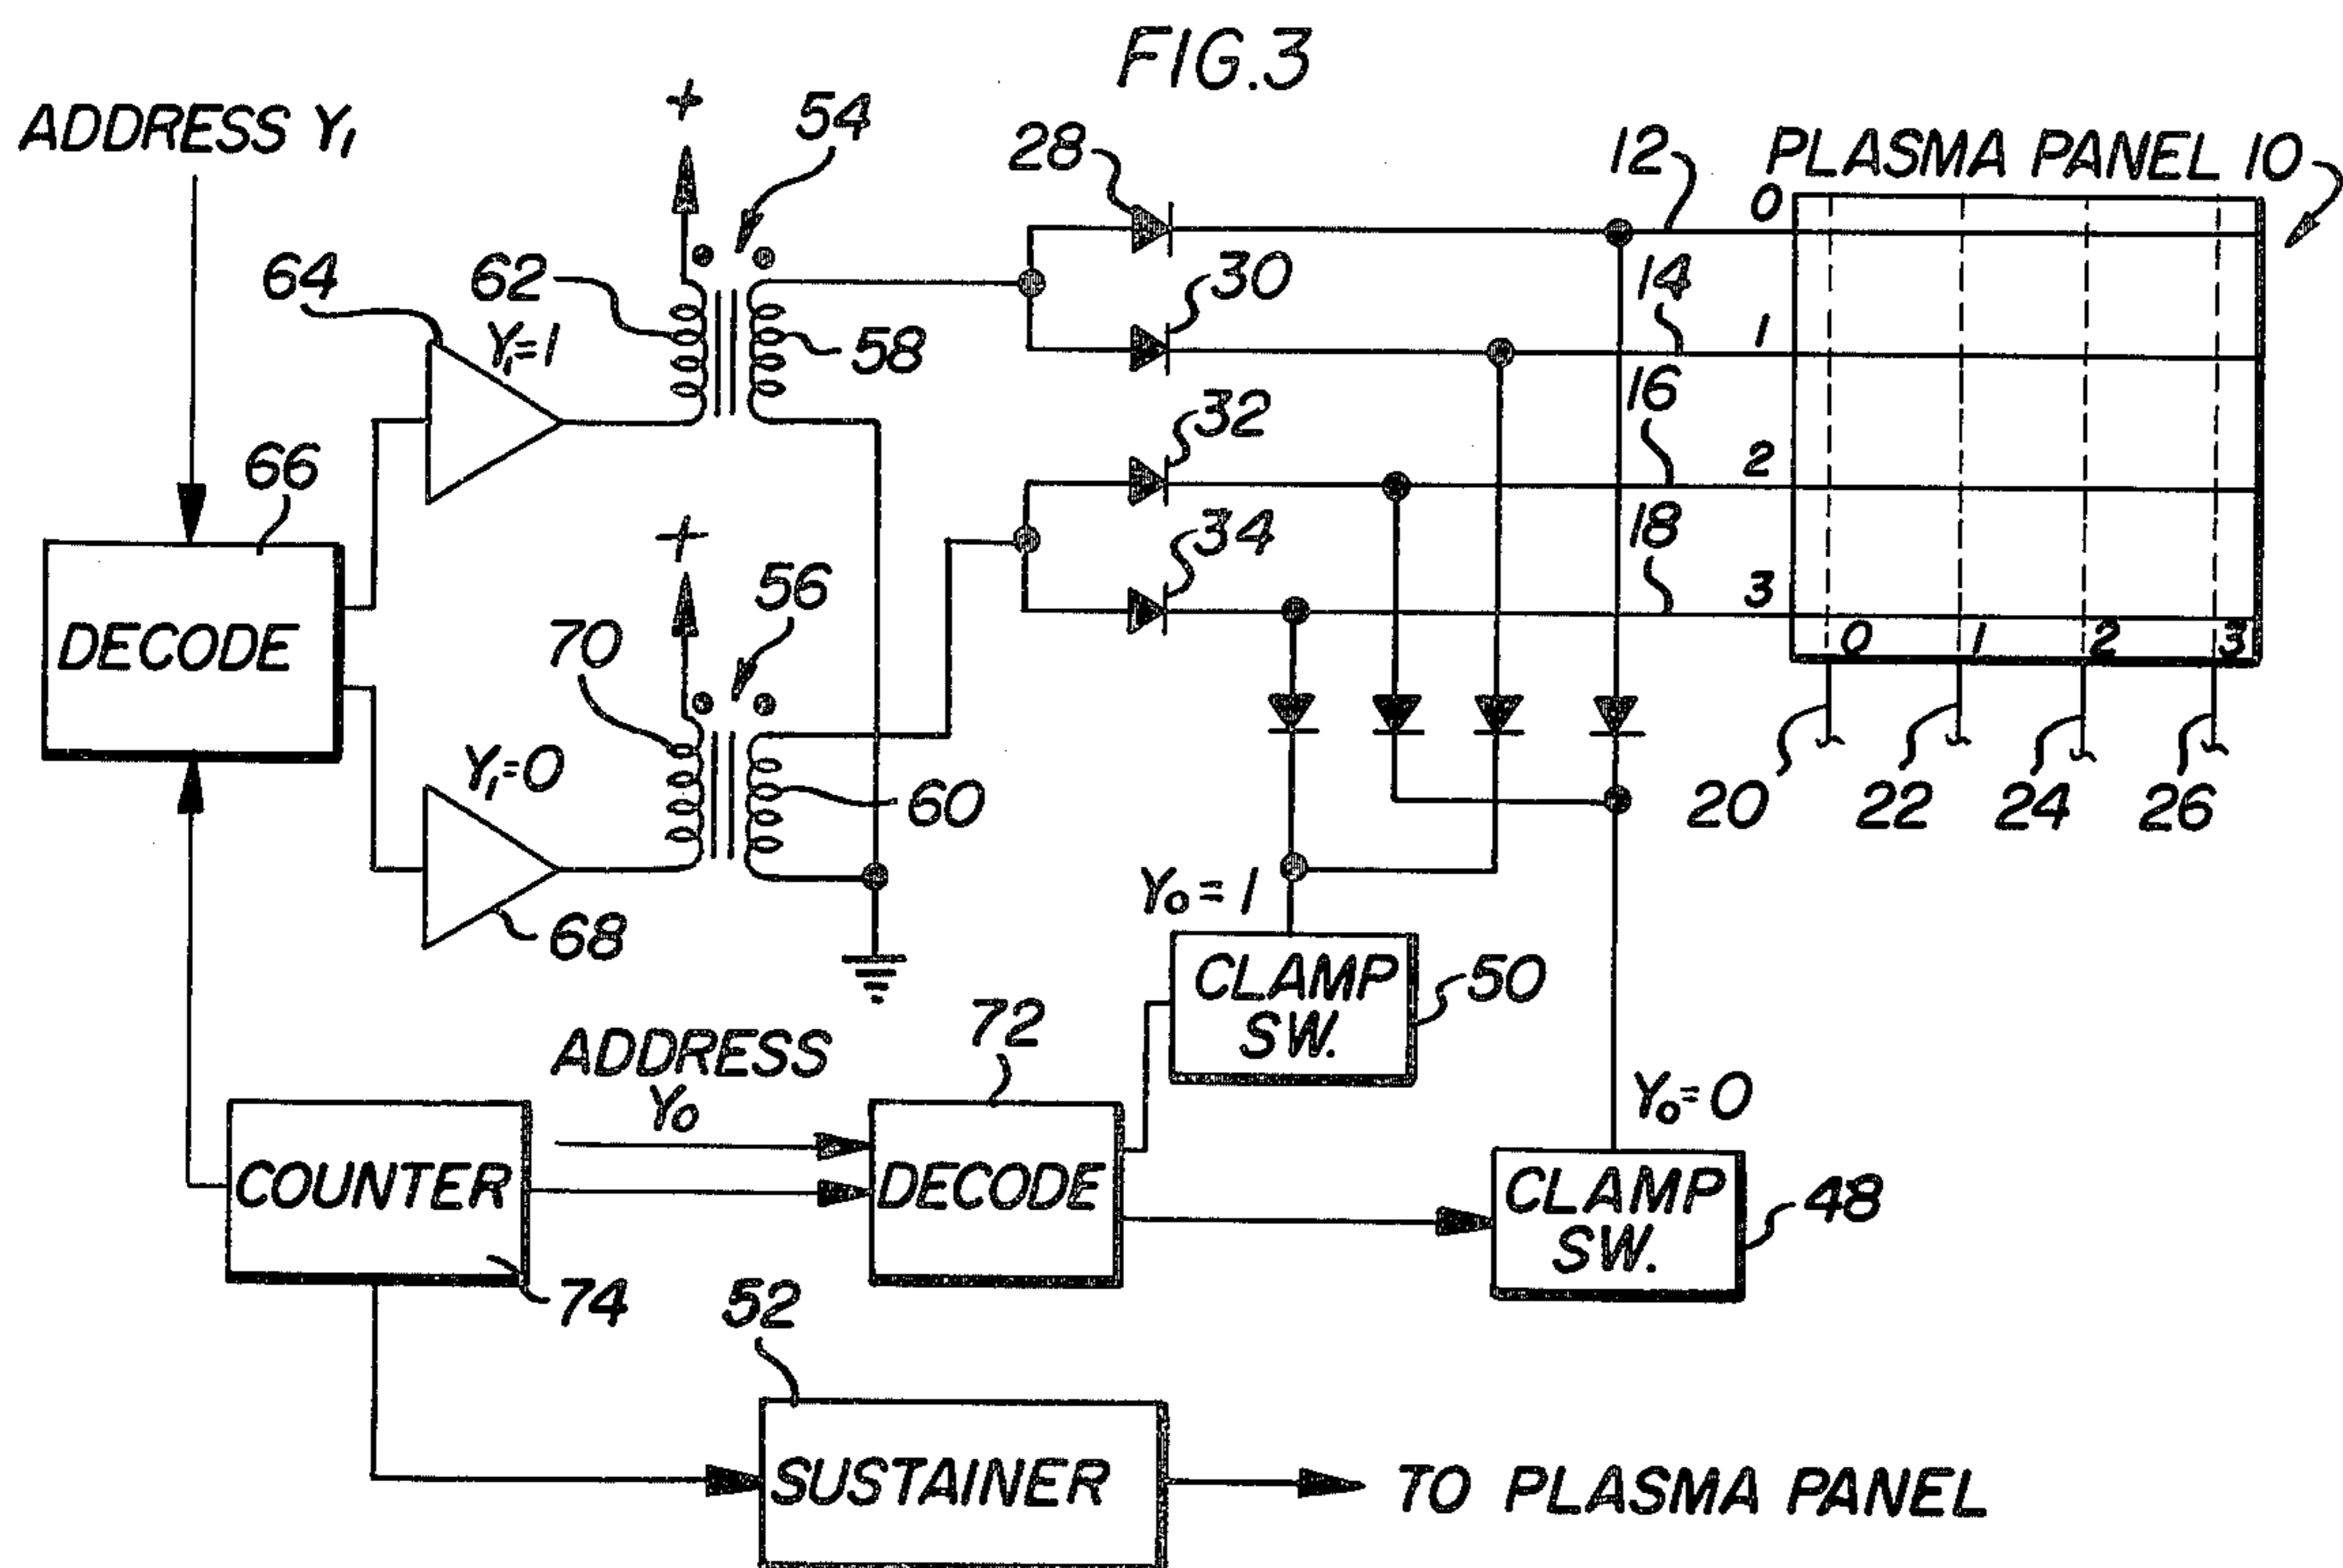 FIG.3
ADDRESS Y1
+
54
28
12
PLASMA PANEL 10
0
64
62
Y1=1
58
30
14
1
16
66
32
2
+
34
18
3
DECODE
56
70
0 1 2 3
Y1=0
60
20 22 24 26
68
Y0=1
CLAMP
SW.
50
ADDRESS
Y0
72
Y0=0
COUNTER
DECODE
CLAMP
SW.
48
74
52
SUSTAINER
TO PLASMA PANEL